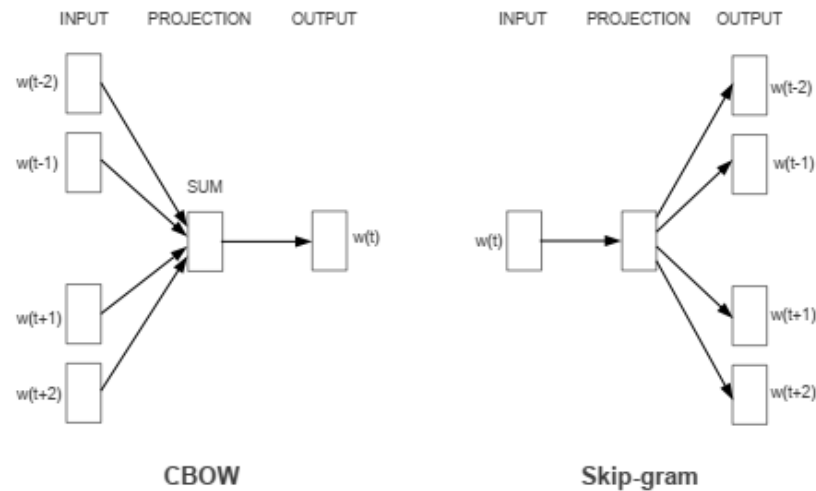 INPUT PROJECTION OUTPUT
w(t-2)
w(t-1)
SUM
w(t)
w(t+1)
w(t+2)
CBOW
INPUT PROJECTION OUTPUT
w(t-2)
w(t-1)
w(t)
w(t+1)
w(t+2)
Skip-gram